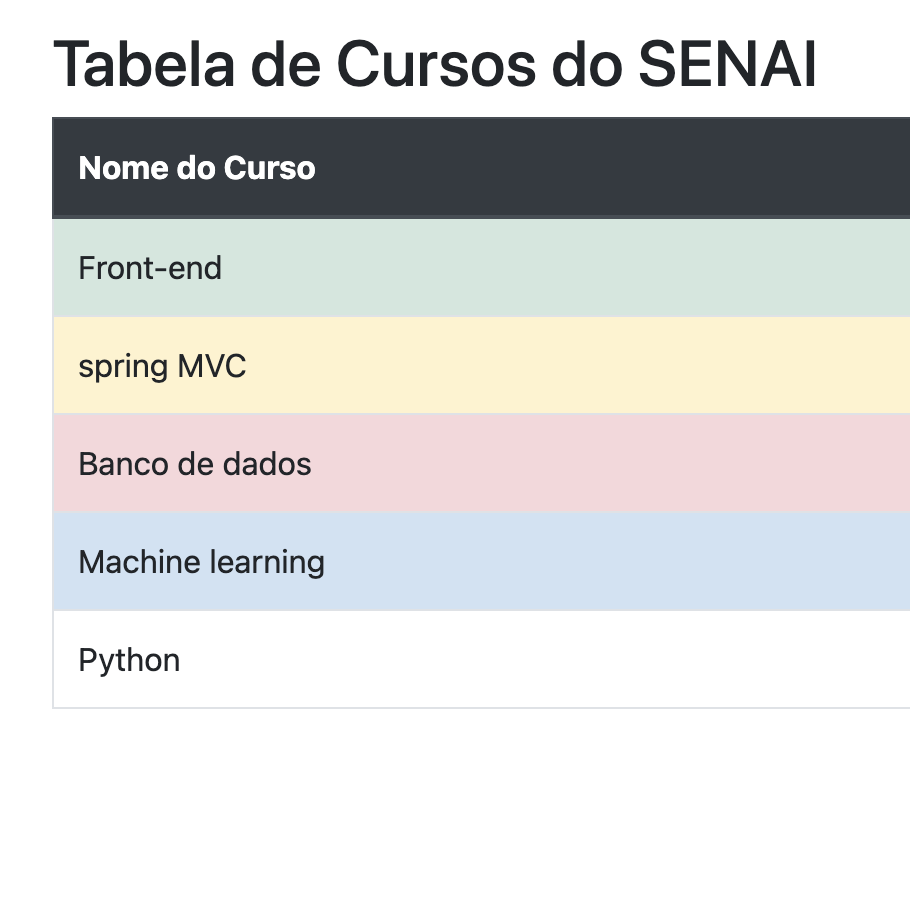 Tabela de Cursos do SENAI
Nome do Curso
Front-end
spring MVC
Banco de dados
Machine learning
Python